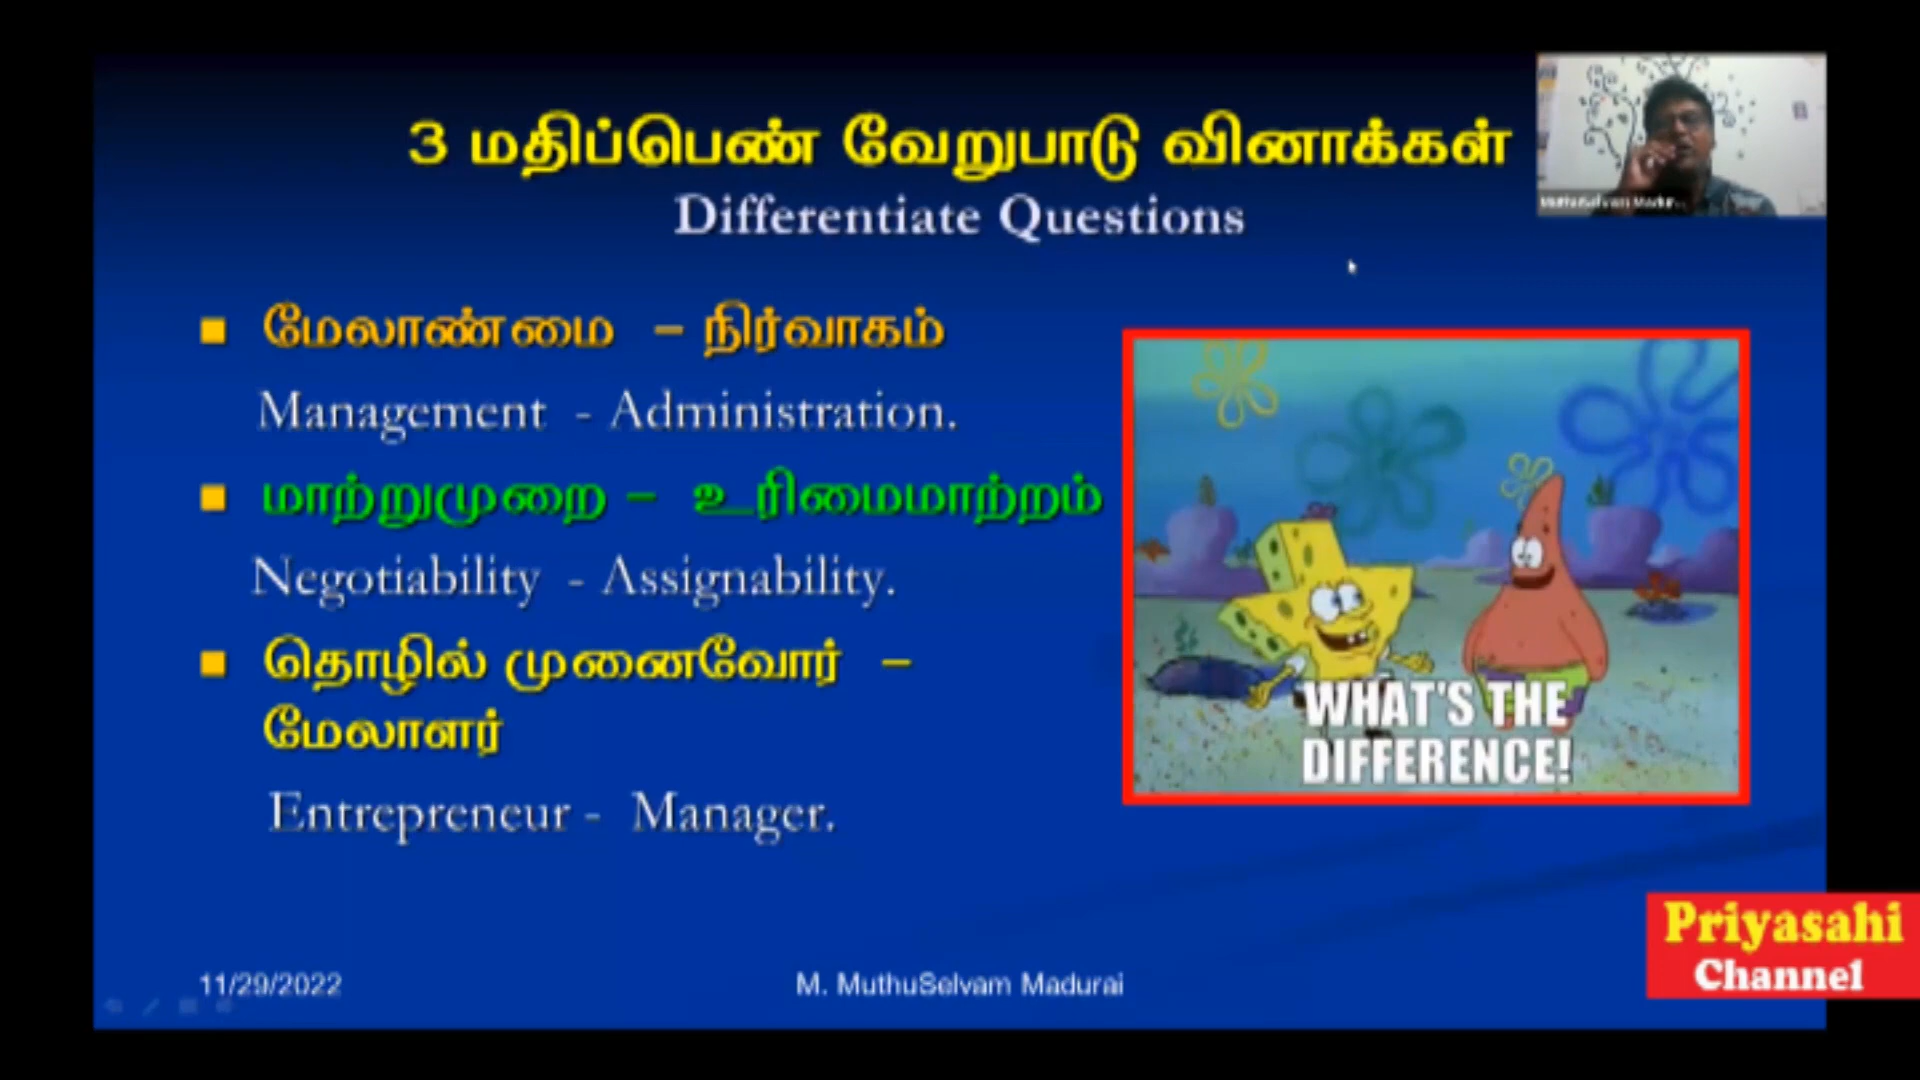 3 மதிப்பெண் வேறுபாடு வினாக்கள்
Differentiate Questions
மேலாண்மை – நிர்வாகம்
Management - Administration.
மாற்றுமுறை – உரிமைமாற்றம்
Negotiability - Assignability.
தொழில் முனைவோர் –
மேலாளர்
Entrepreneur - Manager.
WHAT'S THE
DIFFERENCE!
11/29/2022
M. MuthuSelvam Madurai
Priyasahi
Channel